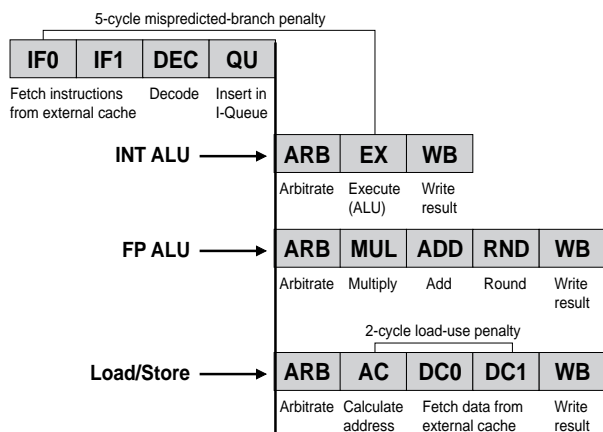 5-cycle mispredicted-branch penalty
IF0 IF1 DEC QU
Fetch instructions Decode Insert in
from external cache I-Queue
INT ALU ARB EX WB
Arbitrate Execute Write
(ALU) result
FP ALU ARB MUL ADD RND WB
Arbitrate Multiply Add Round Write
result
2-cycle load-use penalty
Load/Store ARB AC DC0 DC1 WB
Arbitrate Calculate Fetch data from Write
address external cache result